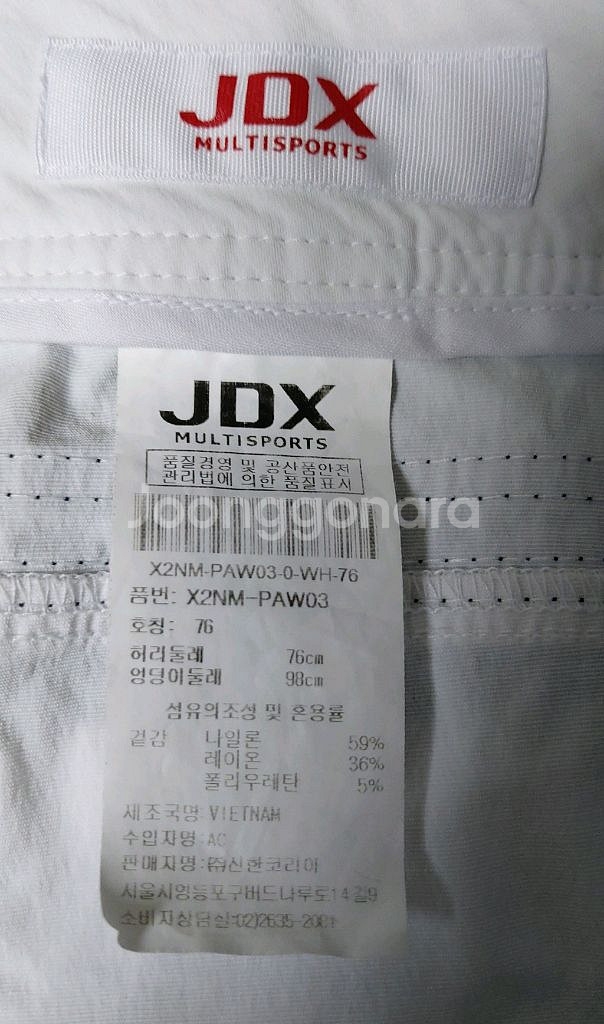 JDX
MULTISPORTS
JDX
MULTISPORTS
품질경영 및 공산품안전
관리법에 의한 품질표시
Joonggonara
X2NM-PAW03-0-WH-76
품번: X2NM-PAW03
호칭: 76
허리둘레 76cm
엉덩이둘레 98cm
섬유의조성 및 혼용률
겉감 나일론 59%
레이온 36%
폴리우레탄 5%
제조국명:VIETNAM
수입자명:AC
판매자명:㈜신한코리아
서울시영등포구버드나루로14길9
소비자상담실:02)2635-2001